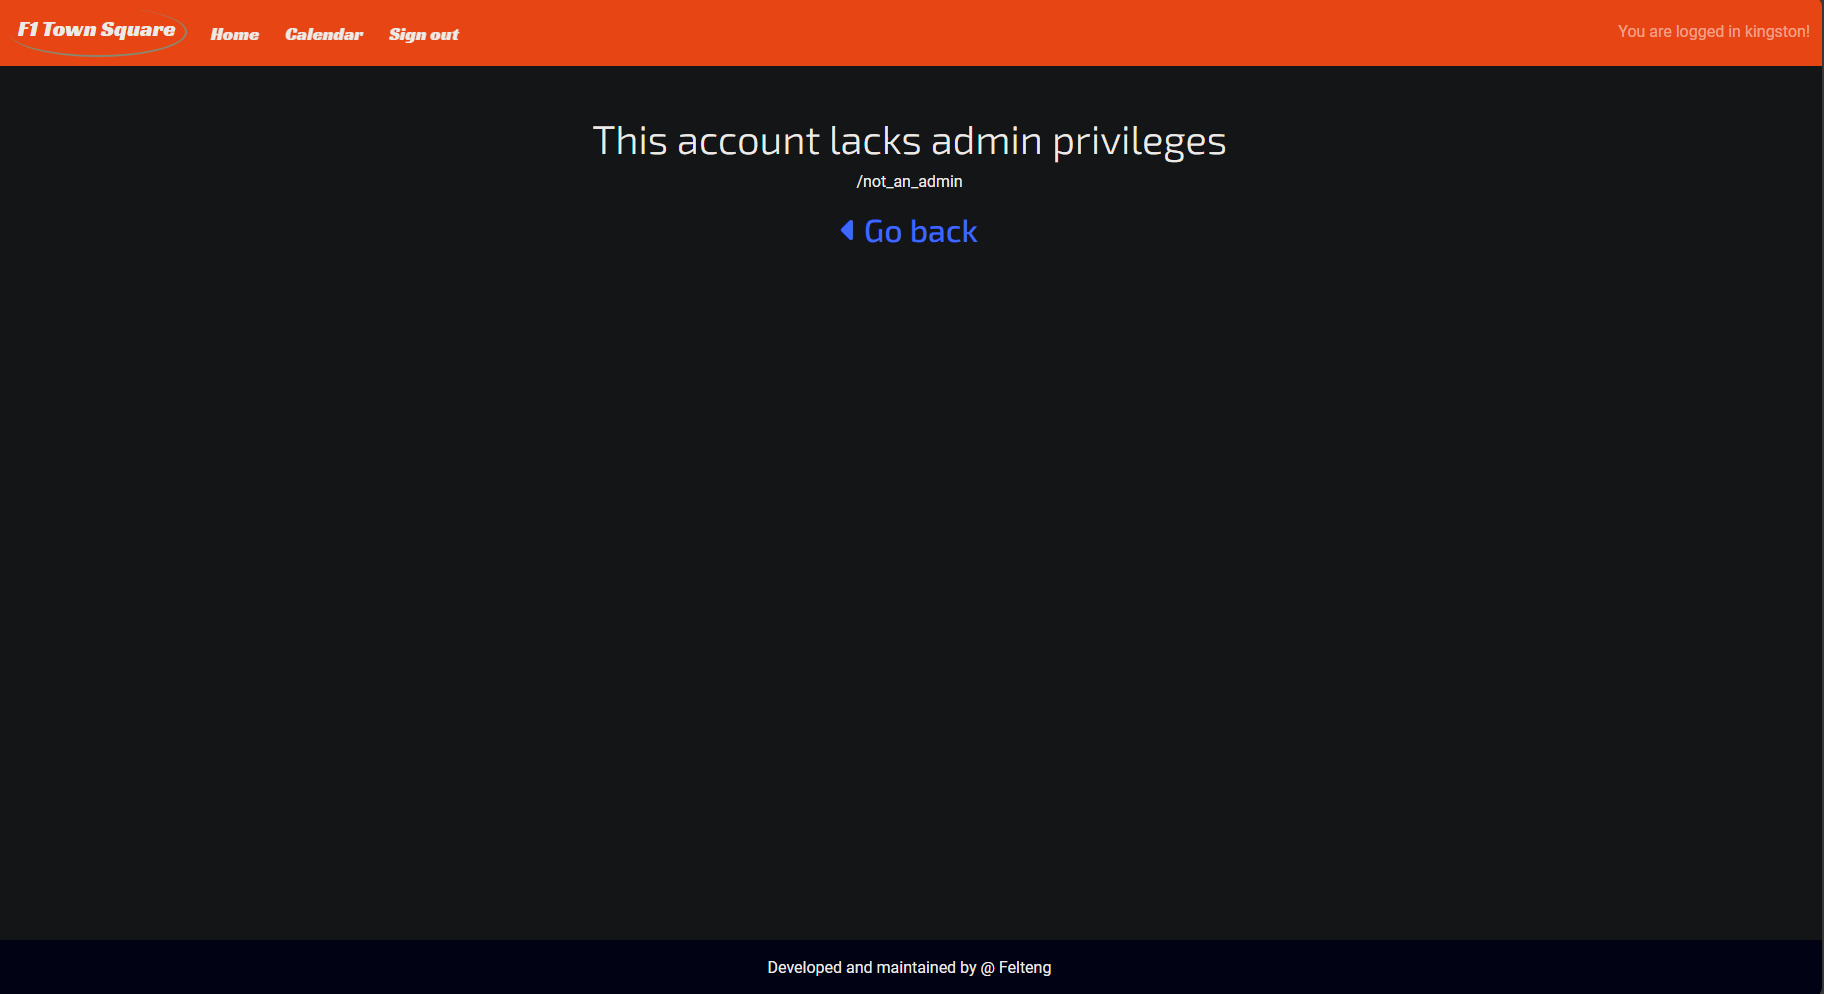 F1 Town Square Home Calendar Sign out You are logged in kingston!
This account lacks admin privileges
/not_an_admin
Go back
Developed and maintained by @ Felteng